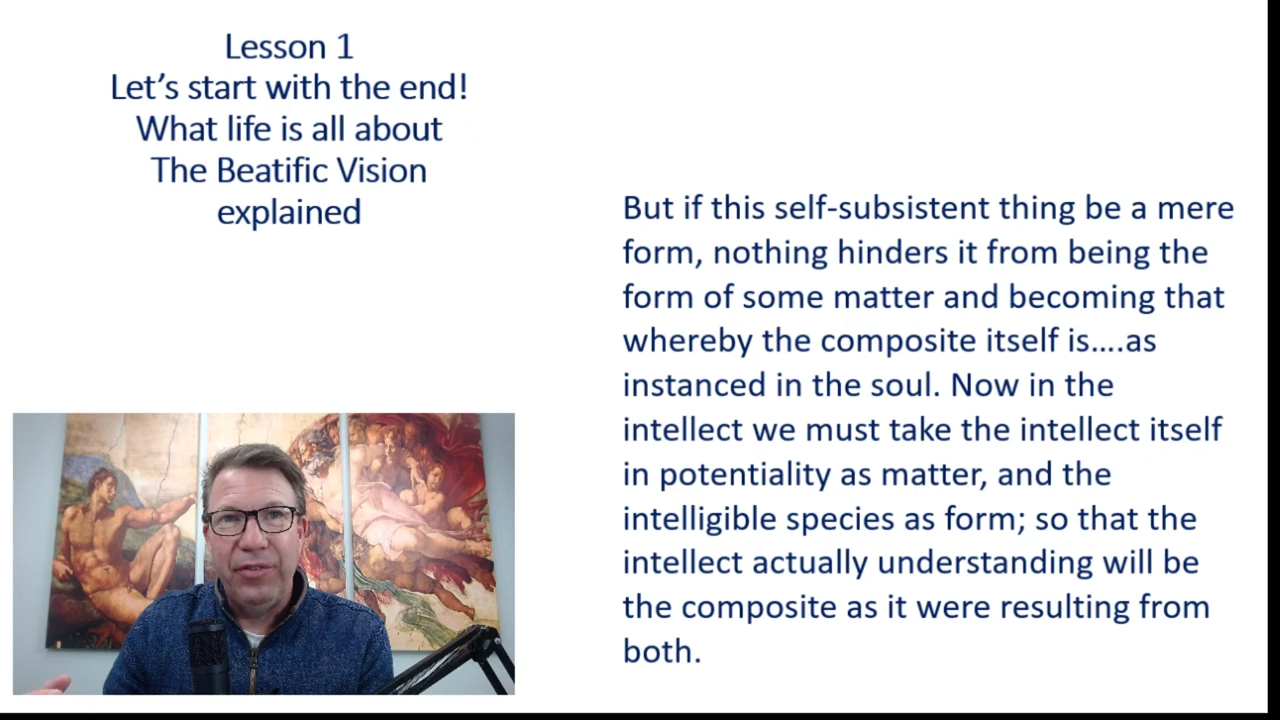 Lesson 1
Let’s start with the end!
What life is all about
The Beatific Vision
explained
But if this self-subsistent thing be a mere
form, nothing hinders it from being the
form of some matter and becoming that
whereby the composite itself is….as
instanced in the soul. Now in the
intellect we must take the intellect itself
in potentiality as matter, and the
intelligible species as form; so that the
intellect actually understanding will be
the composite as it were resulting from
both.